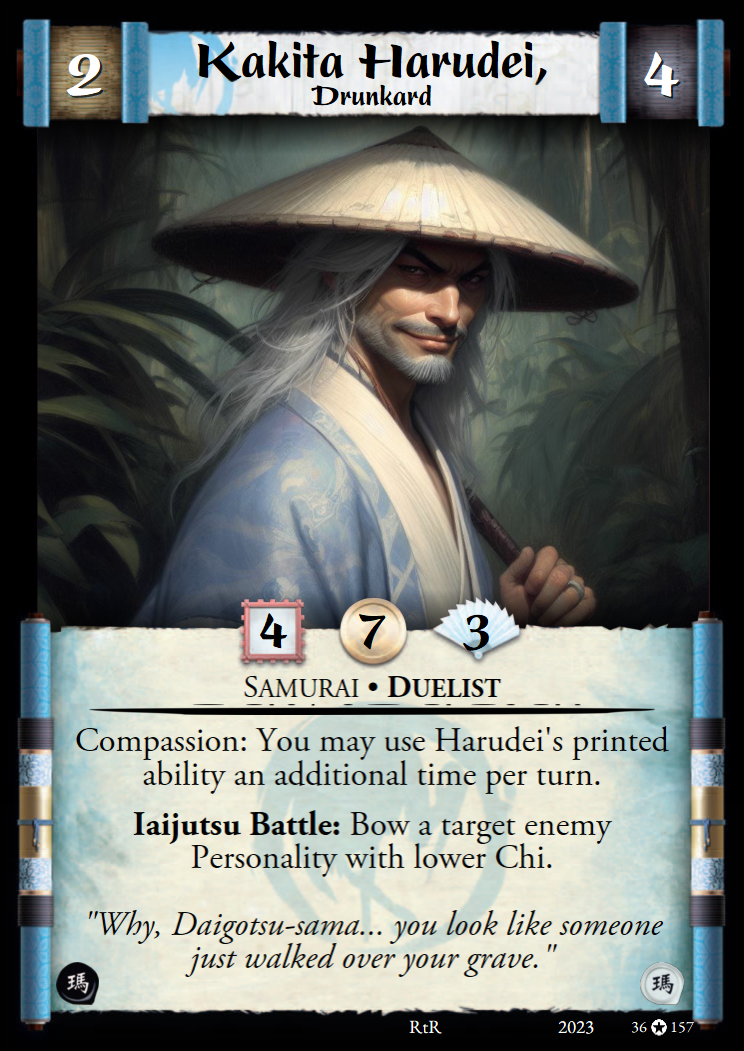 2
Kakita Harudei,
4
Drunkard
4 7 3
Samurai • Duelist
Compassion: You may use Harudei's printed
ability an additional time per turn.
Iaijutsu Battle: Bow a target enemy
Personality with lower Chi.
"Why, Daigotsu-sama... you look like someone
just walked over your grave."
瑪 瑪
RtR 2023 36 157